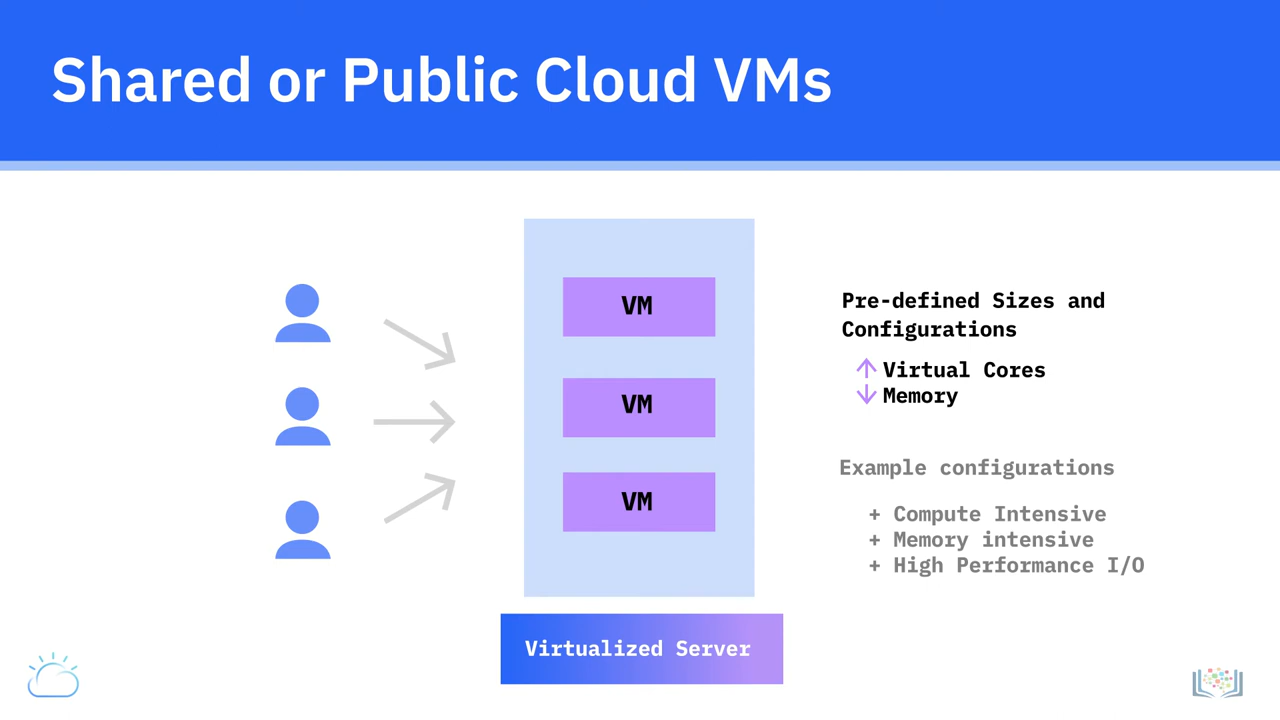 Shared or Public Cloud VMs
VM
VM
VM
Virtualized Server
Pre-defined Sizes and
Configurations
Virtual Cores
Memory
Example configurations
+ Compute Intensive
+ Memory intensive
+ High Performance I/O